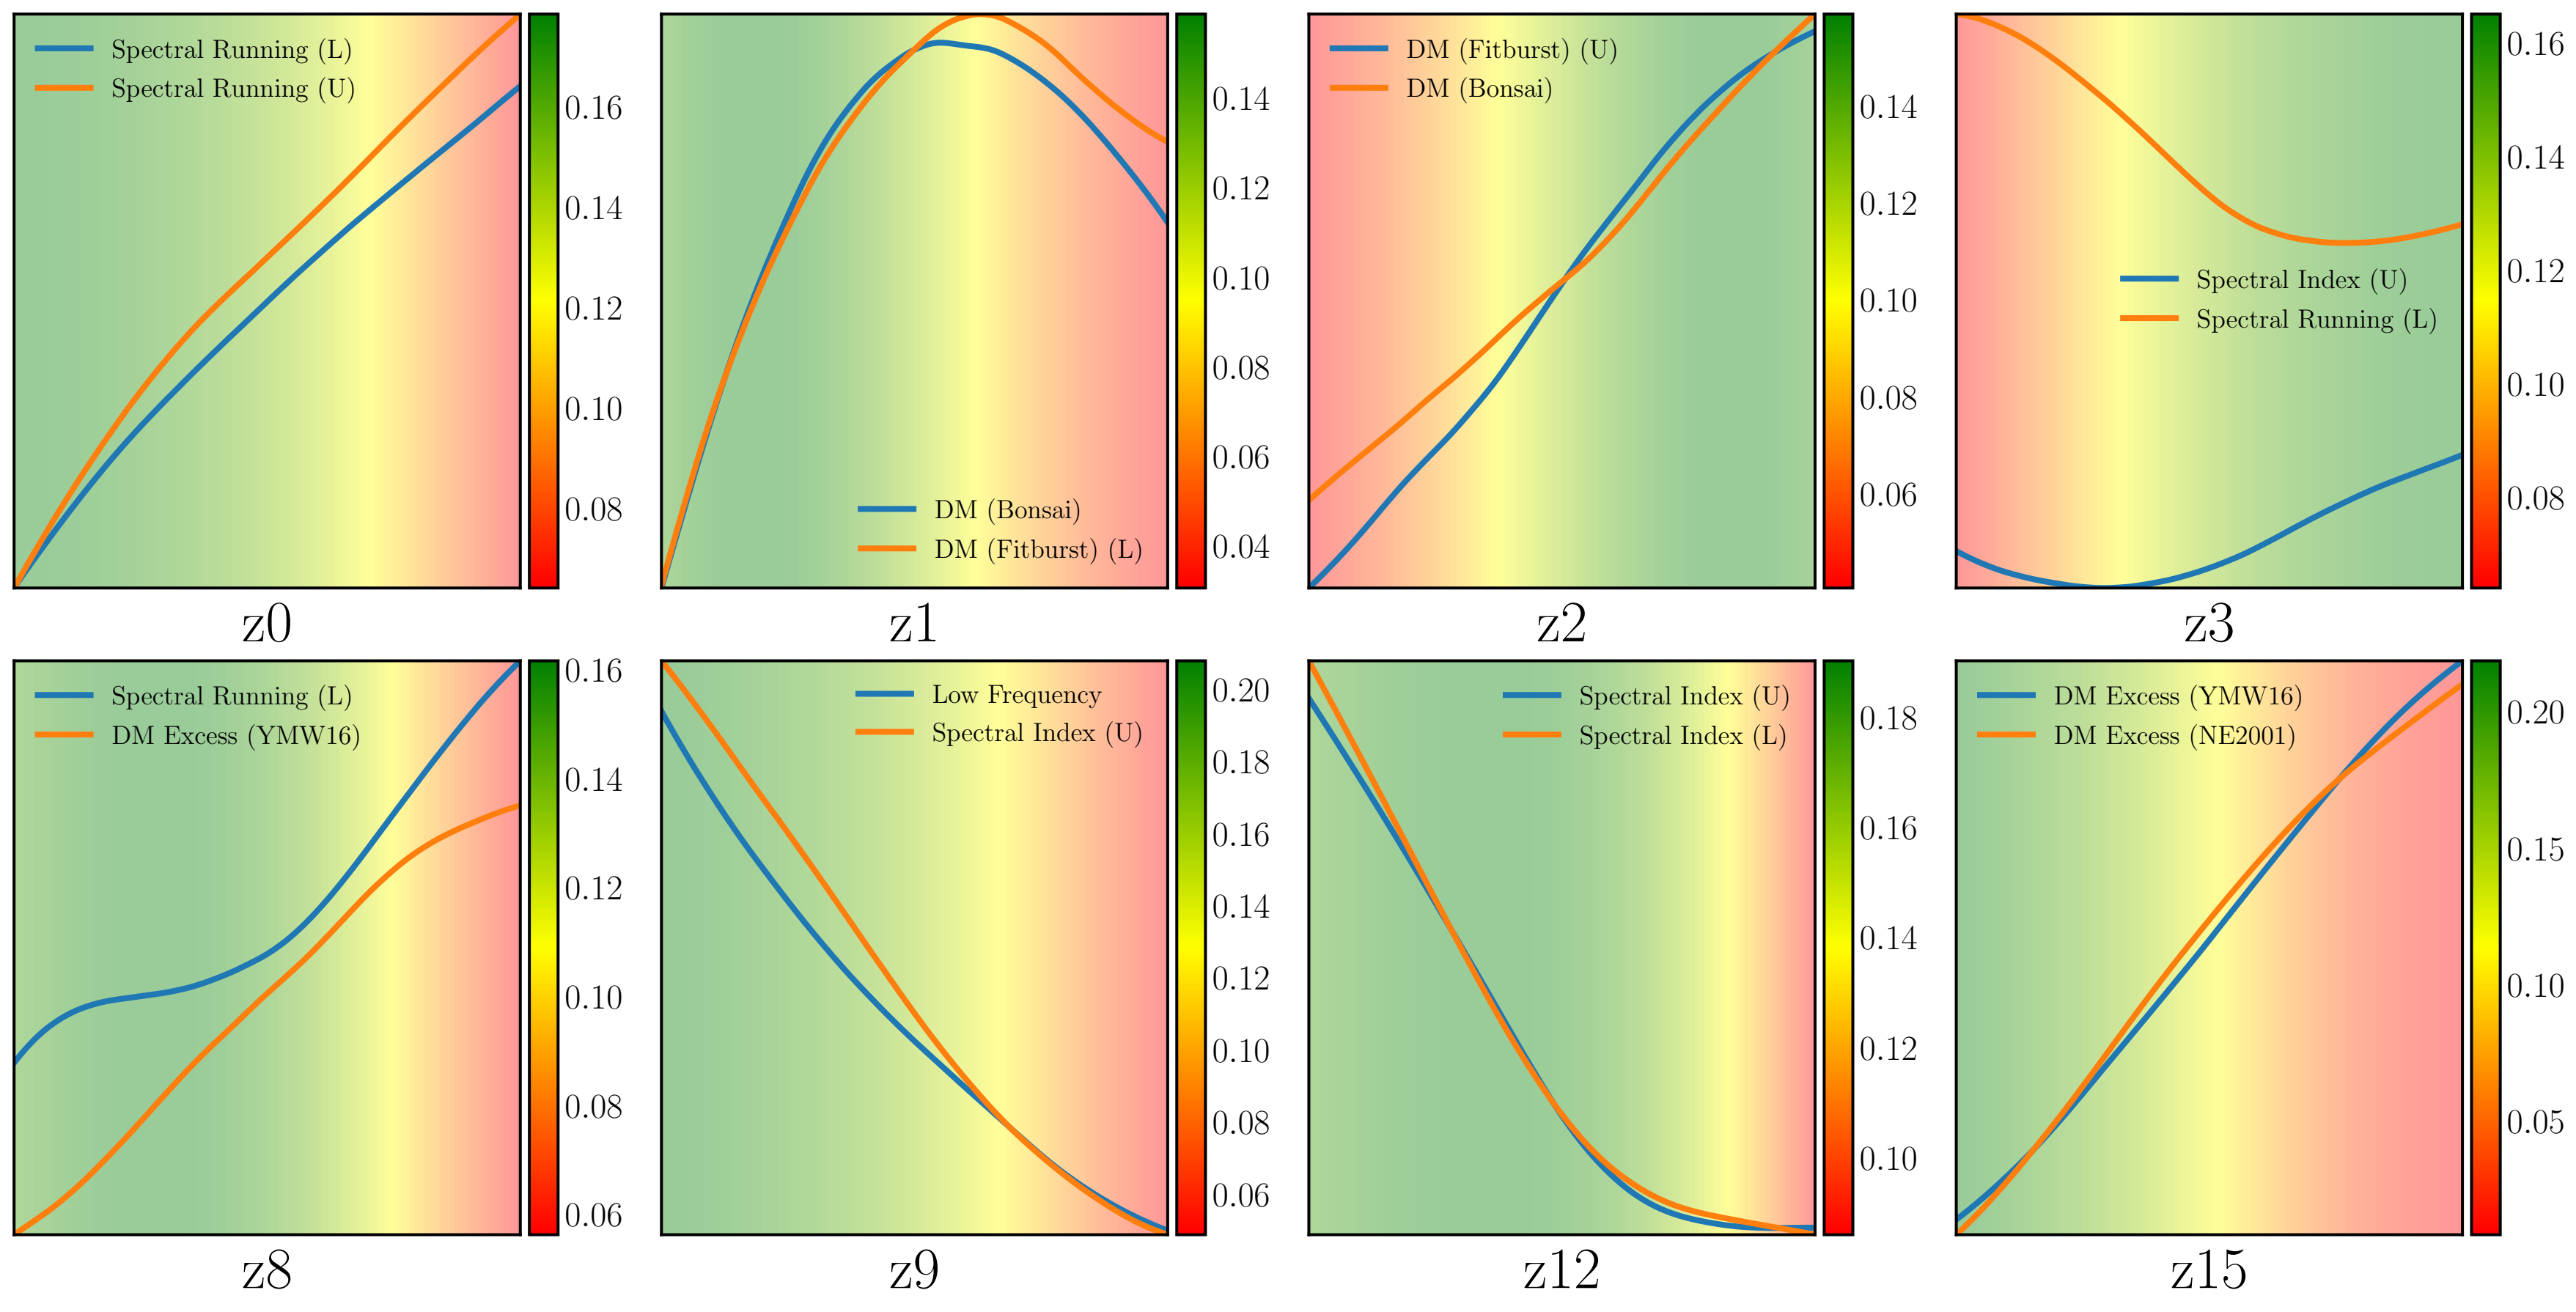 Spectral Running (L)
Spectral Running (U)
0.16
0.14
0.12
0.10
0.08
z0
DM (Bonsai)
DM (Fitburst) (L)
0.14
0.12
0.10
0.08
0.06
0.04
z1
DM (Fitburst) (U)
DM (Bonsai)
0.14
0.12
0.10
0.08
0.06
z2
Spectral Index (U)
Spectral Running (L)
0.16
0.14
0.12
0.10
0.08
z3
Spectral Running (L)
DM Excess (YMW16)
0.16
0.14
0.12
0.10
0.08
0.06
z8
Low Frequency
Spectral Index (U)
0.20
0.18
0.16
0.14
0.12
0.10
0.08
0.06
z9
Spectral Index (U)
Spectral Index (L)
0.18
0.16
0.14
0.12
0.10
z12
DM Excess (YMW16)
DM Excess (NE2001)
0.20
0.15
0.10
0.05
z15